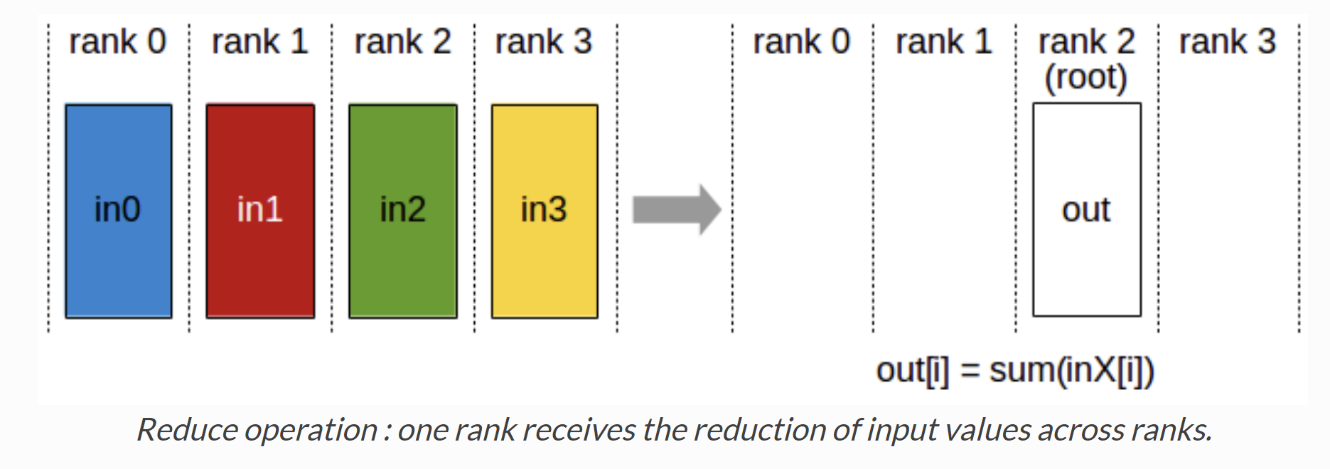 rank 0 rank 1 rank 2 rank 3 rank 0 rank 1 rank 2 rank 3
(root)
in0 in1 in2 in3 out
out[i] = sum(inX[i])
Reduce operation : one rank receives the reduction of input values across ranks.